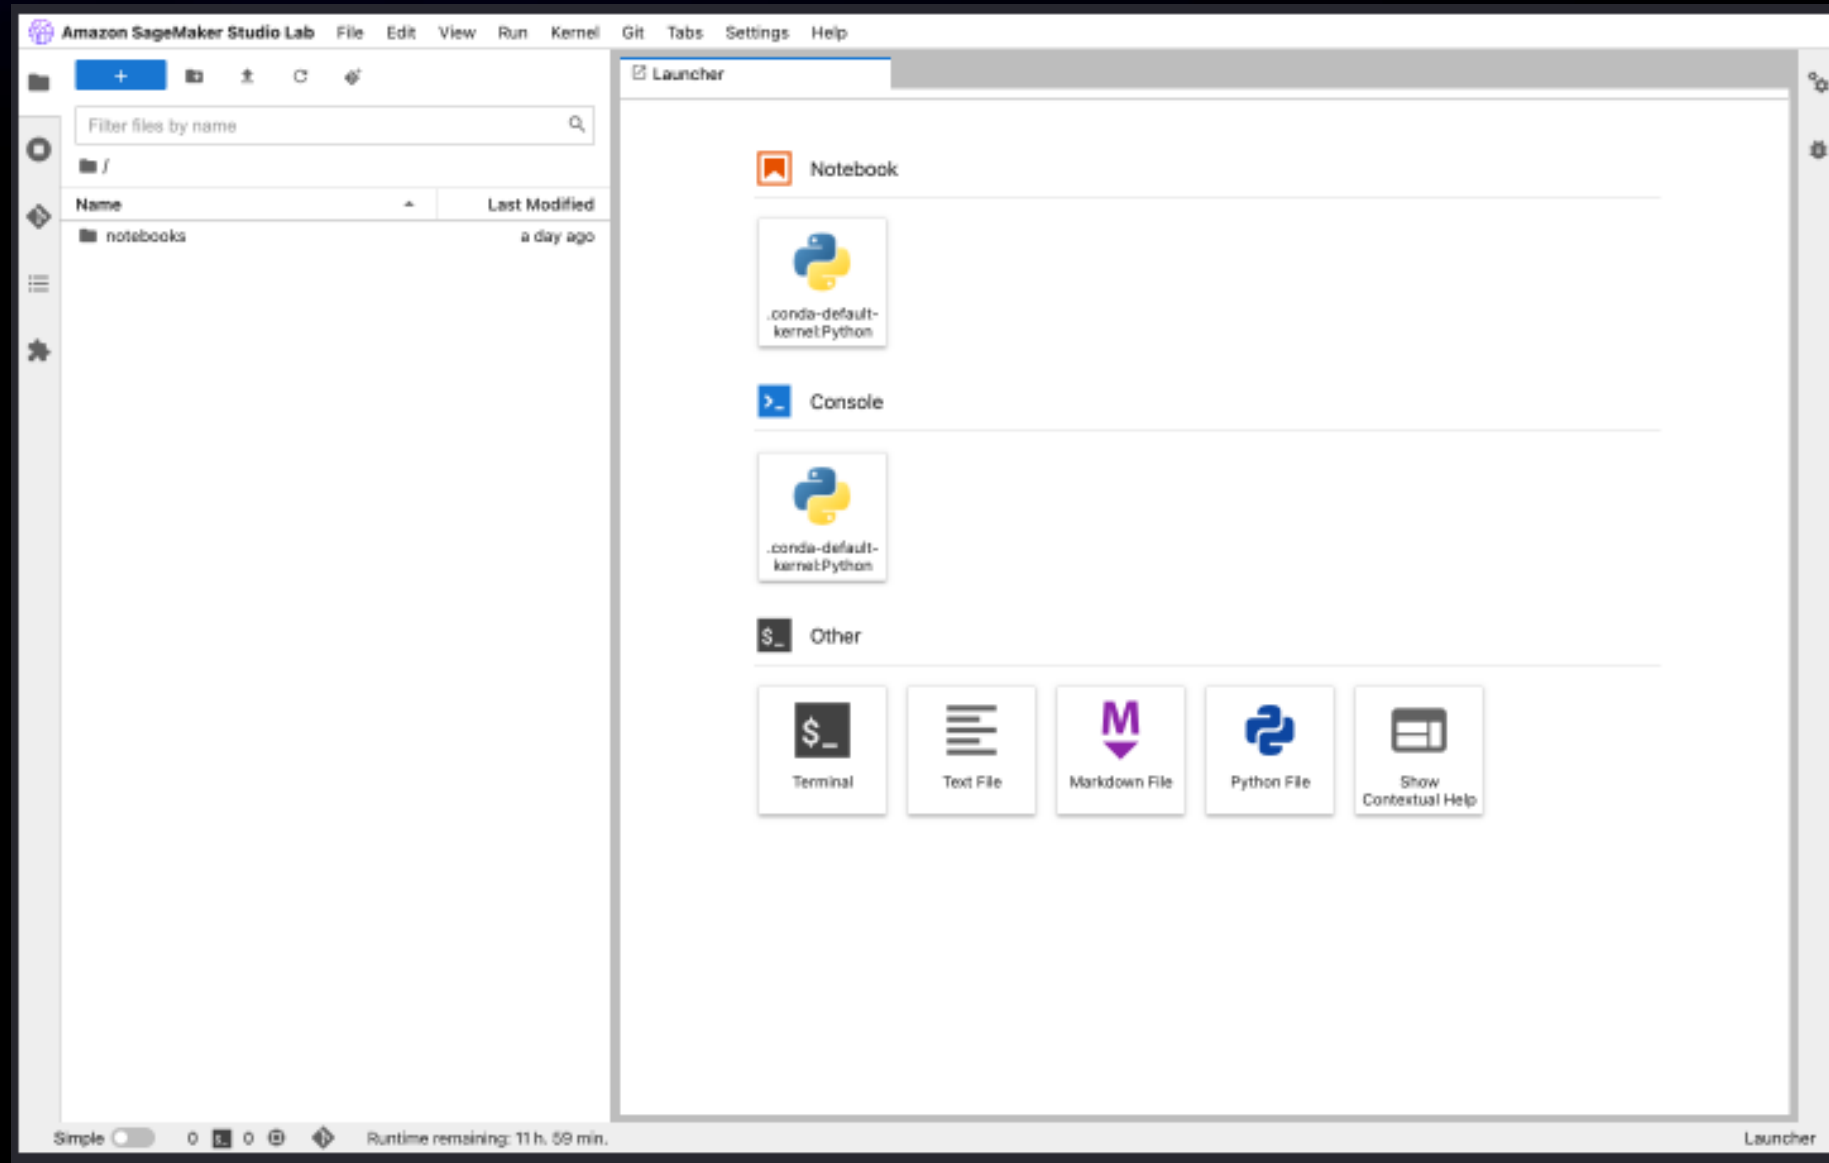 Amazon SageMaker Studio Lab File Edit View Run Kernel Git Tabs Settings Help
+
Filter files by name
/
Name Last Modified
notebooks a day ago
Launcher
Notebook
.conda-default-
kernel:Python
Console
.conda-default-
kernel:Python
$_ Other
$_
Terminal
Text File
M
Markdown File
Python File
Show
Contextual Help
Simple 0 $_ 0 Runtime remaining: 11 h. 59 min.
Launcher